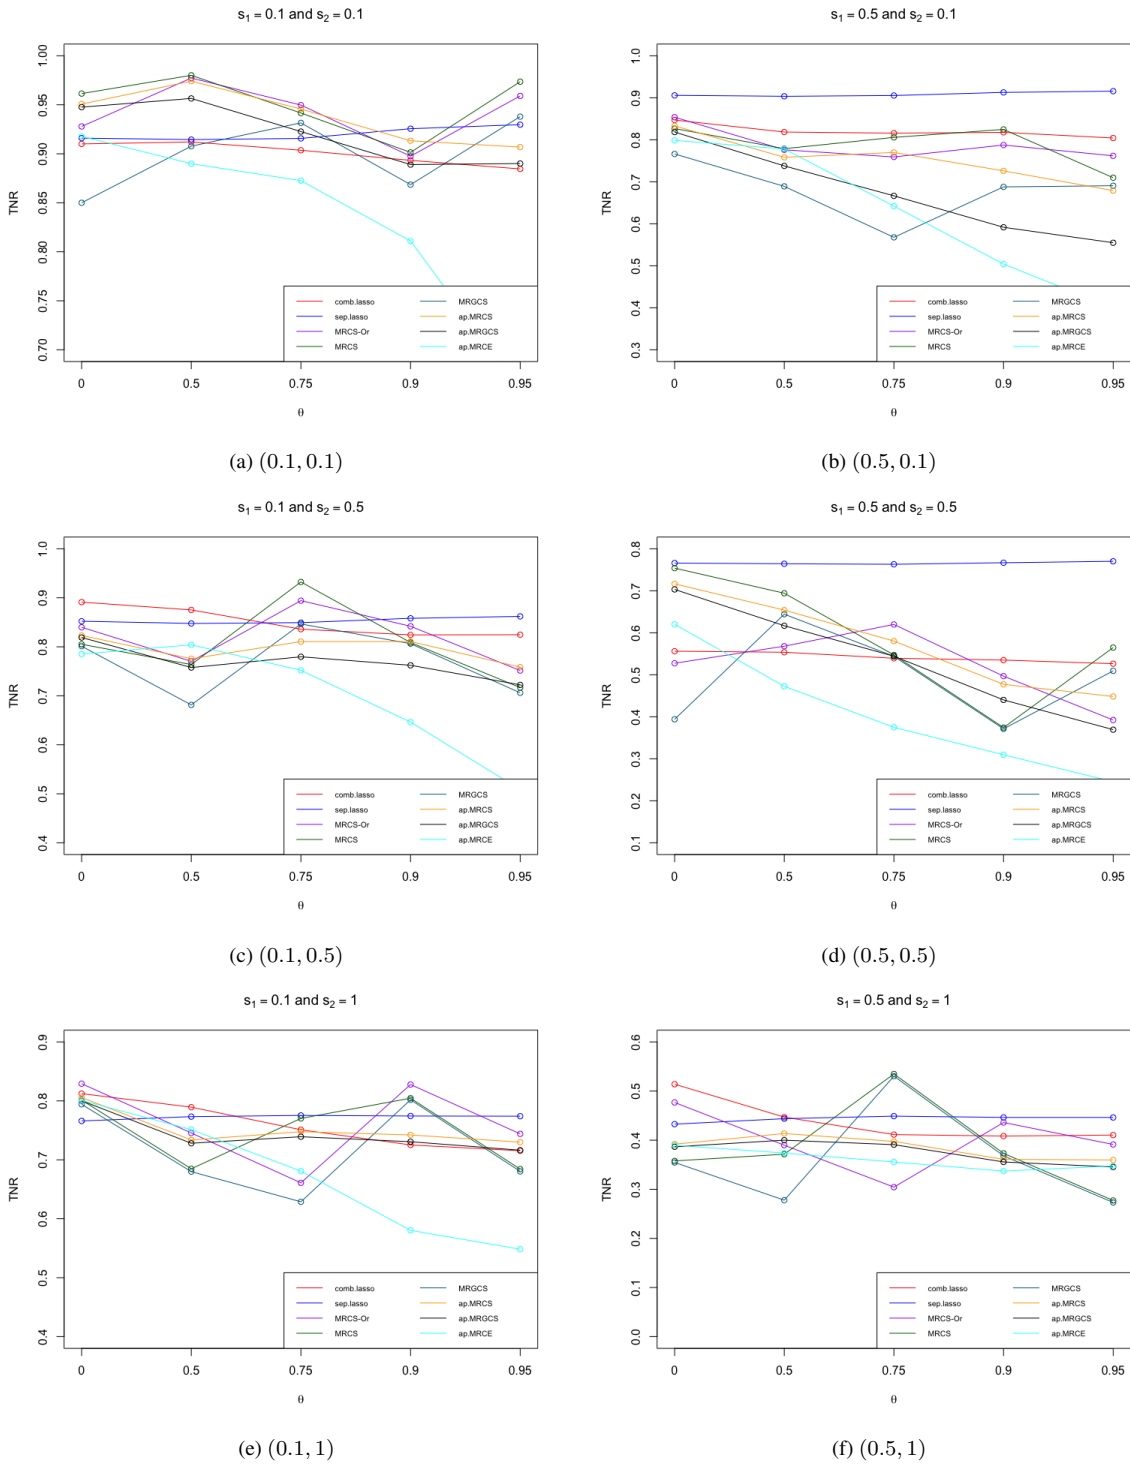 s1 = 0.1 and s2 = 0.1
TNR
1.00
0.95
0.90
0.85
0.80
0.75
0.70
comb.lasso
sep.lasso
MRCS-Or
MRCS
MRGCS
ap.MRCS
ap.MRGCS
ap.MRCE
0 0.5 0.75 0.9 0.95
θ
(a) (0.1, 0.1)
s1 = 0.5 and s2 = 0.1
TNR
1.0
0.9
0.8
0.7
0.6
0.5
0.4
0.3
comb.lasso
sep.lasso
MRCS-Or
MRCS
MRGCS
ap.MRCS
ap.MRGCS
ap.MRCE
0 0.5 0.75 0.9 0.95
θ
(b) (0.5, 0.1)
s1 = 0.1 and s2 = 0.5
TNR
1.0
0.9
0.8
0.7
0.6
0.5
0.4
comb.lasso
sep.lasso
MRCS-Or
MRCS
MRGCS
ap.MRCS
ap.MRGCS
ap.MRCE
0 0.5 0.75 0.9 0.95
θ
(c) (0.1, 0.5)
s1 = 0.5 and s2 = 0.5
TNR
0.8
0.7
0.6
0.5
0.4
0.3
0.2
0.1
comb.lasso
sep.lasso
MRCS-Or
MRCS
MRGCS
ap.MRCS
ap.MRGCS
ap.MRCE
0 0.5 0.75 0.9 0.95
θ
(d) (0.5, 0.5)
s1 = 0.1 and s2 = 1
TNR
0.9
0.8
0.7
0.6
0.5
0.4
comb.lasso
sep.lasso
MRCS-Or
MRCS
MRGCS
ap.MRCS
ap.MRGCS
ap.MRCE
0 0.5 0.75 0.9 0.95
θ
(e) (0.1, 1)
s1 = 0.5 and s2 = 1
TNR
0.6
0.5
0.4
0.3
0.2
0.1
0.0
comb.lasso
sep.lasso
MRCS-Or
MRCS
MRGCS
ap.MRCS
ap.MRGCS
ap.MRCE
0 0.5 0.75 0.9 0.95
θ
(f) (0.5, 1)